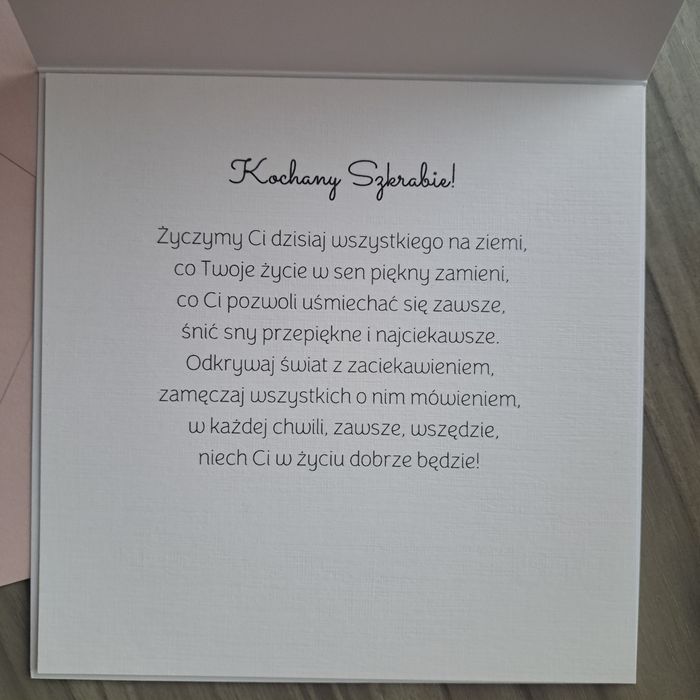 Kochany Szkrabie!
Życzymy Ci dzisiaj wszystkiego na ziemi,
co Twoje życie w sen piękny zamieni,
co Ci pozwoli uśmiechać się zawsze,
śnić sny przepiękne i najciekawsze.
Odkrywaj świat z zaciekawieniem,
zamęczaj wszystkich o nim mówieniem,
w każdej chwili, zawsze, wszędzie,
niech Ci w życiu dobrze będzie!